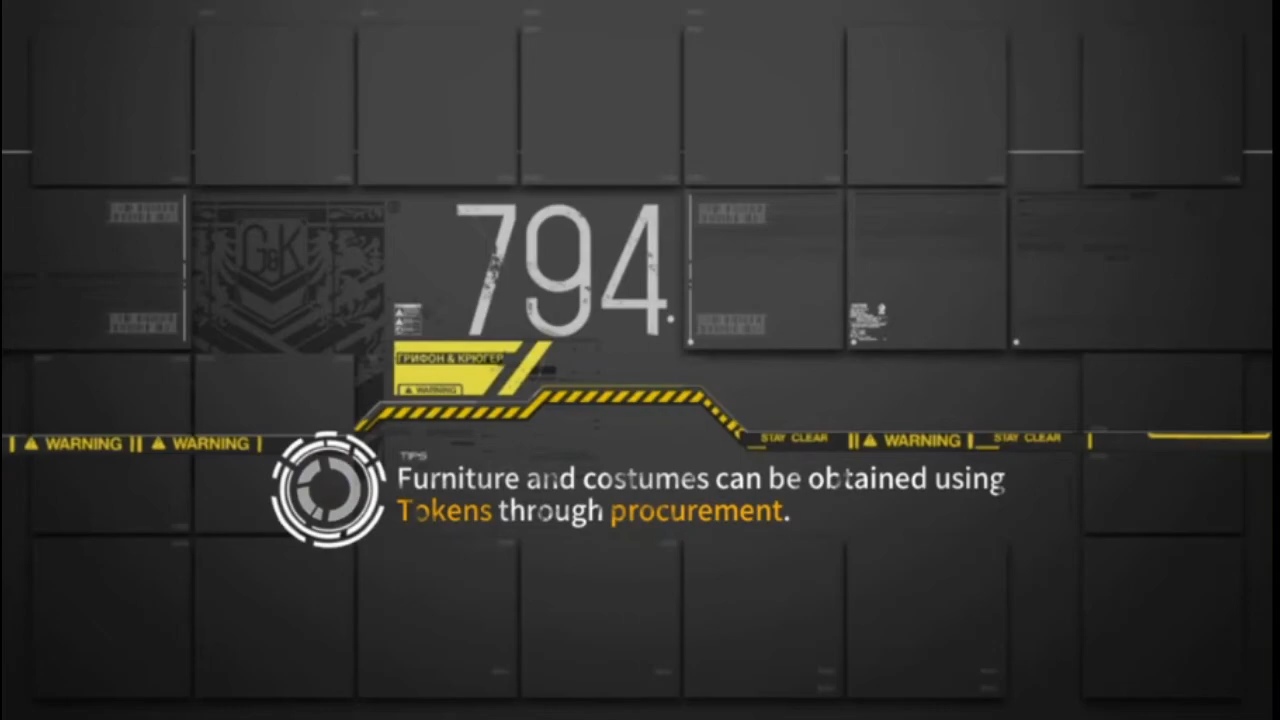 G&K
794.
ГРИФОН & КРЮГЕР
WARNING
WARNING WARNING
STAY CLEAR WARNING STAY CLEAR
TIPS
Furniture and costumes can be obtained using
Tokens through procurement.